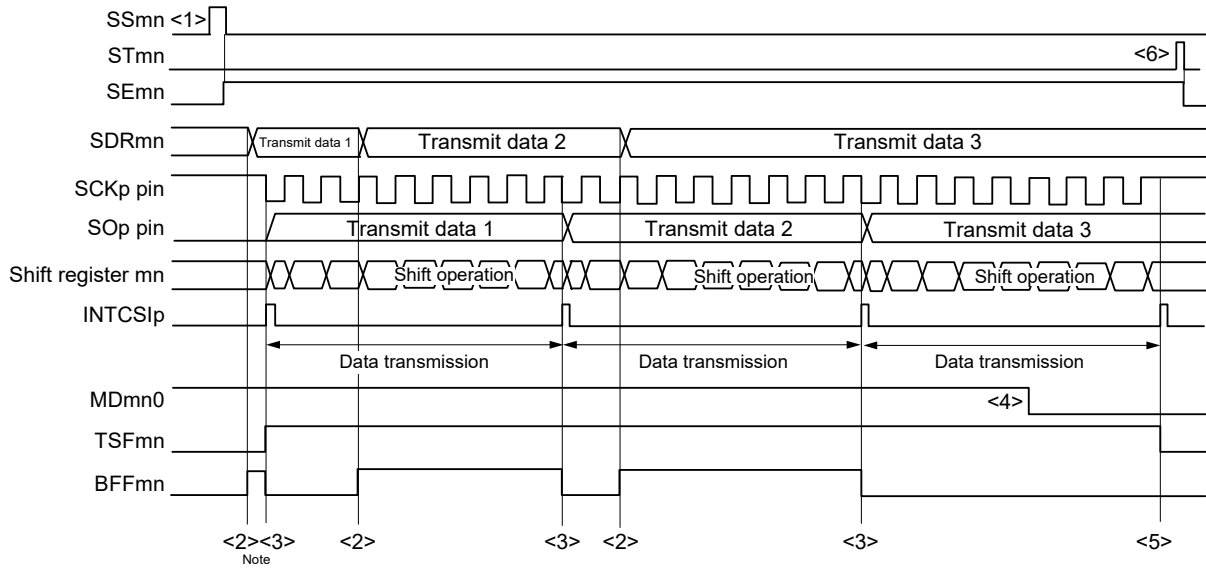 SSmn <1>
STmn <6>
SEmn
SDRmn Transmit data 1 Transmit data 2 Transmit data 3
SCKp pin
SOp pin Transmit data 1 Transmit data 2 Transmit data 3
Shift register mn Shift operation Shift operation Shift operation
INTCSIp
Data transmission Data transmission Data transmission
MDmn0 <4>
TSFmn
BFFmn
<2> <3> <2> <3> <2> <3> <5>
Note